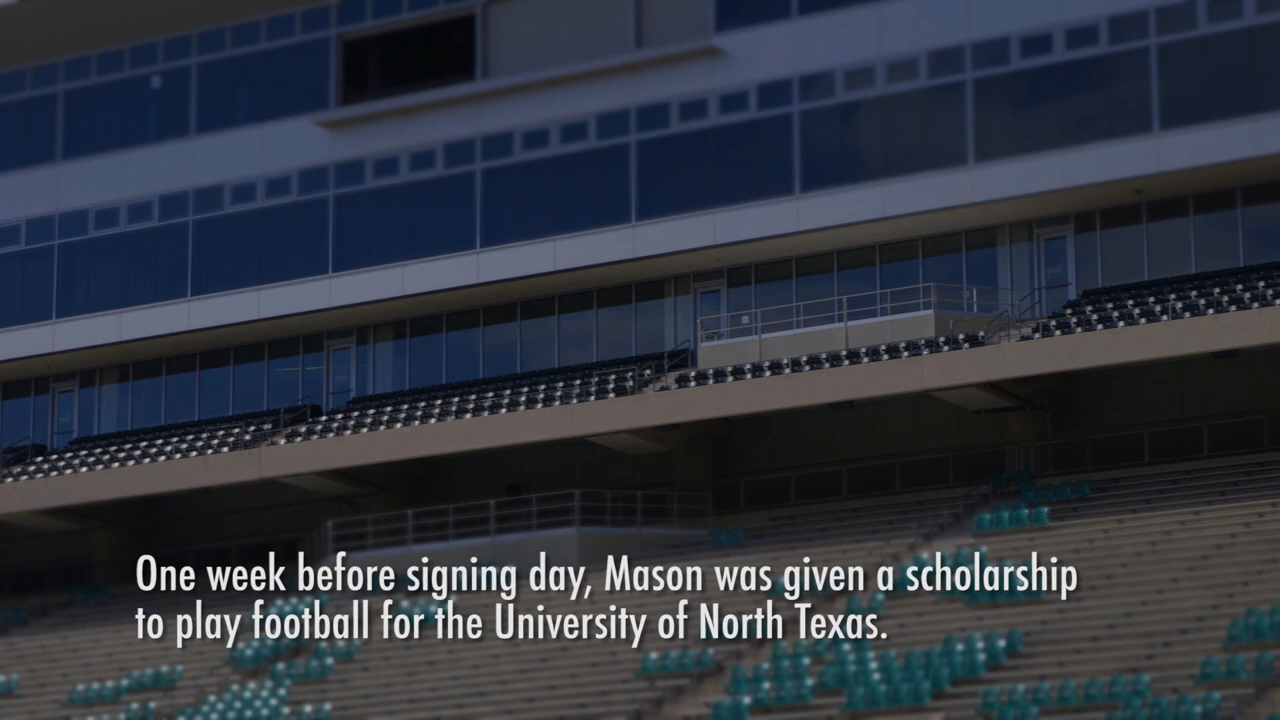 One week before signing day, Mason was given a scholarship
to play football for the University of North Texas.